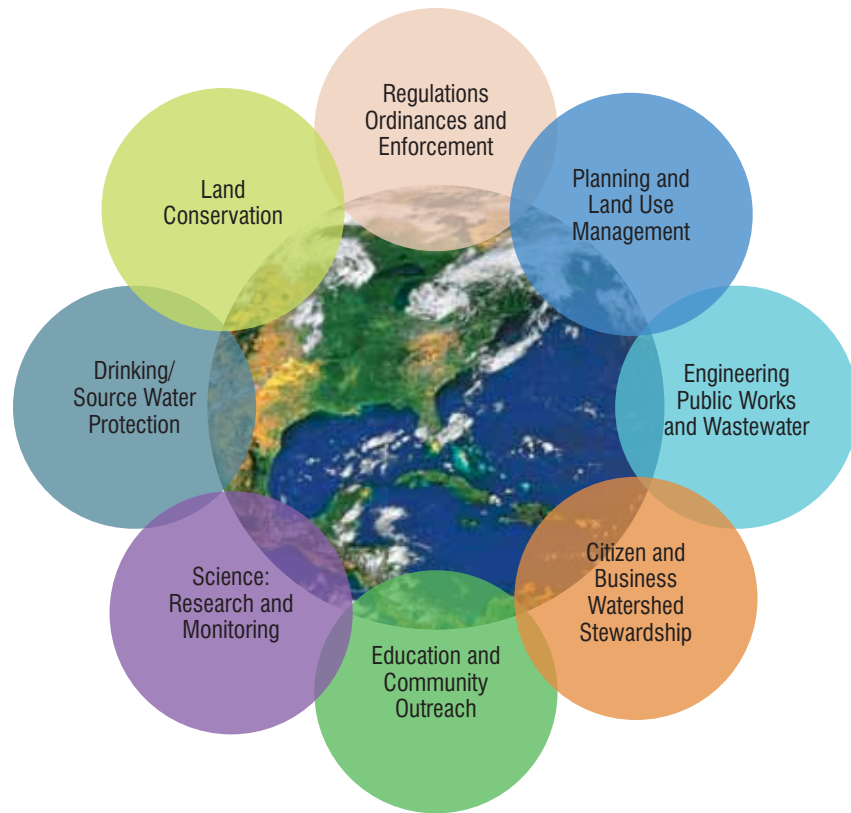 Regulations
Ordinances and
Enforcement
Planning and
Land Use
Management
Engineering
Public Works
and Wastewater
Citizen and
Business
Watershed
Stewardship
Education and
Community
Outreach
Science:
Research and
Monitoring
Drinking/
Source Water
Protection
Land
Conservation